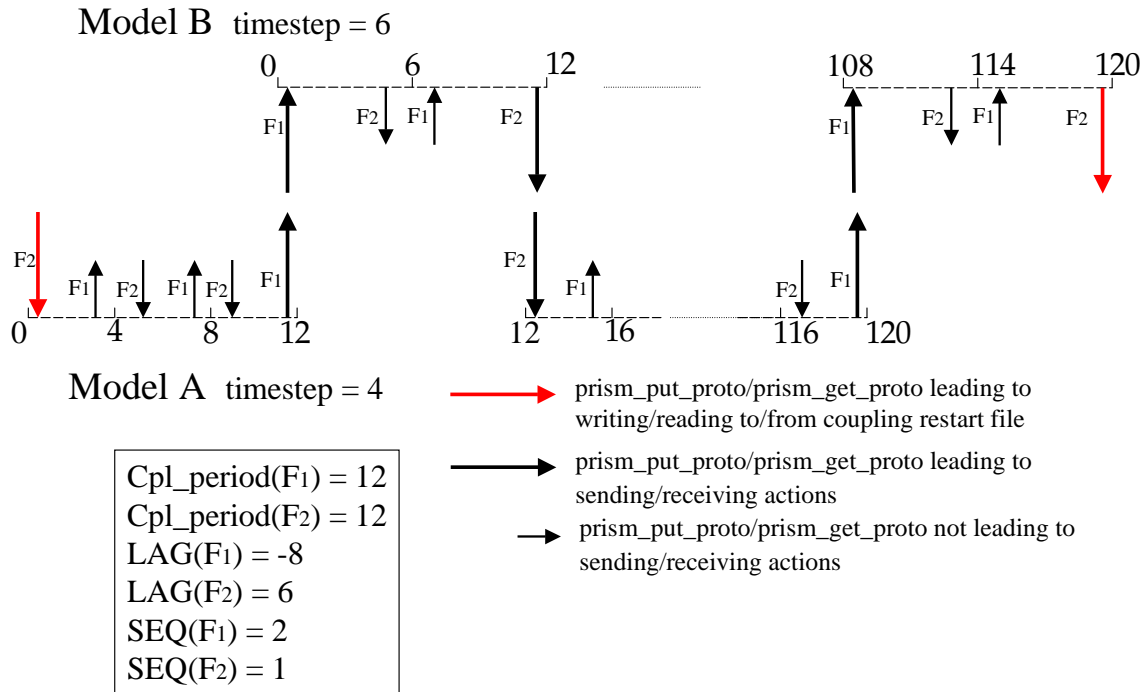 Model B timestep = 6
0 6 12 108 114 120
F1 F2 F1 F2 F1 F2 F1 F2
F2 F1 F2 F1 F2 F1 F2 F1 F2 F1
0 4 8 12 12 16 116 120
Model A timestep = 4
prism_put_proto/prism_get_proto leading to
writing/reading to/from coupling restart file
prism_put_proto/prism_get_proto leading to
sending/receiving actions
prism_put_proto/prism_get_proto not leading to
sending/receiving actions
Cpl_period(F1) = 12
Cpl_period(F2) = 12
LAG(F1) = -8
LAG(F2) = 6
SEQ(F1) = 2
SEQ(F2) = 1